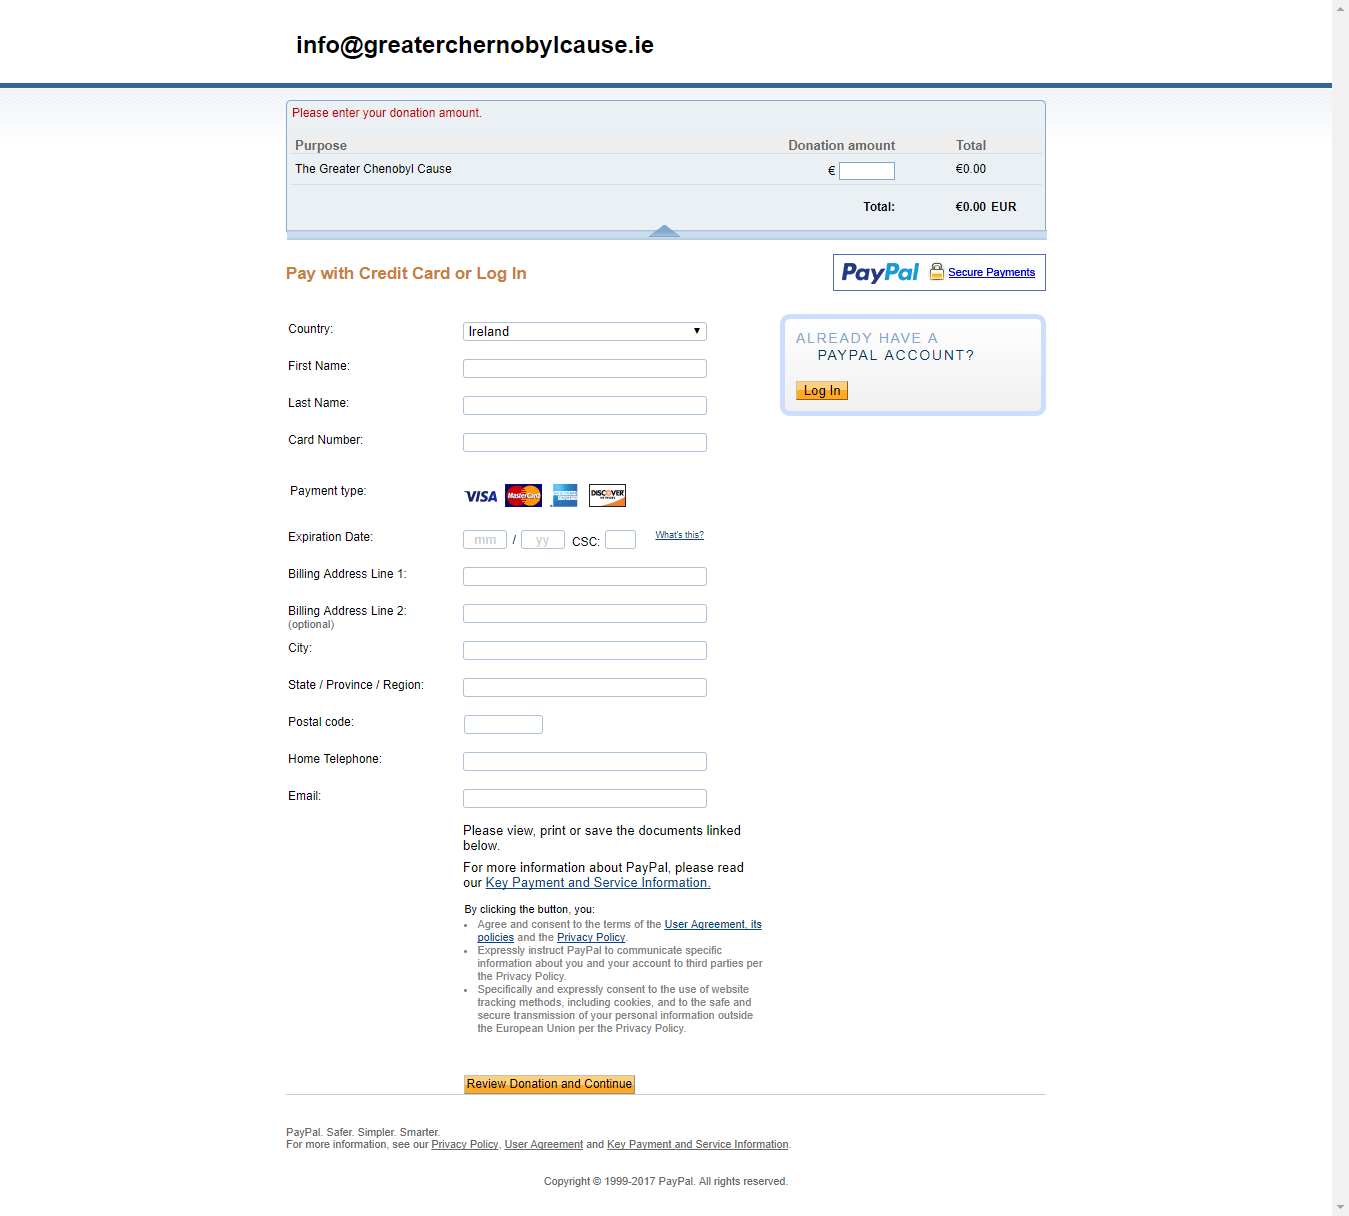 info@greaterchernobylcause.ie
Please enter your donation amount.
Purpose Donation amount Total
The Greater Chenobyl Cause € €0.00
Total: €0.00 EUR
Pay with Credit Card or Log In
PayPal Secure Payments
Country: Ireland
ALREADY HAVE A
PAYPAL ACCOUNT?
Log In
First Name:
Last Name:
Card Number:
Payment type: VISA MasterCard DISCOVER
Expiration Date: mm / yy CSC: What's this?
Billing Address Line 1:
Billing Address Line 2:
(optional)
City:
State / Province / Region:
Postal code:
Home Telephone:
Email:
Please view, print or save the documents linked
below.
For more information about PayPal, please read
our Key Payment and Service Information.
By clicking the button, you:
• Agree and consent to the terms of the User Agreement, its
policies and the Privacy Policy.
• Expressly instruct PayPal to communicate specific
information about you and your account to third parties per
the Privacy Policy.
• Specifically and expressly consent to the use of website
tracking methods, including cookies, and to the safe and
secure transmission of your personal information outside
the European Union per the Privacy Policy.
Review Donation and Continue
PayPal. Safer. Simpler. Smarter.
For more information, see our Privacy Policy, User Agreement and Key Payment and Service Information.
Copyright © 1999-2017 PayPal. All rights reserved.